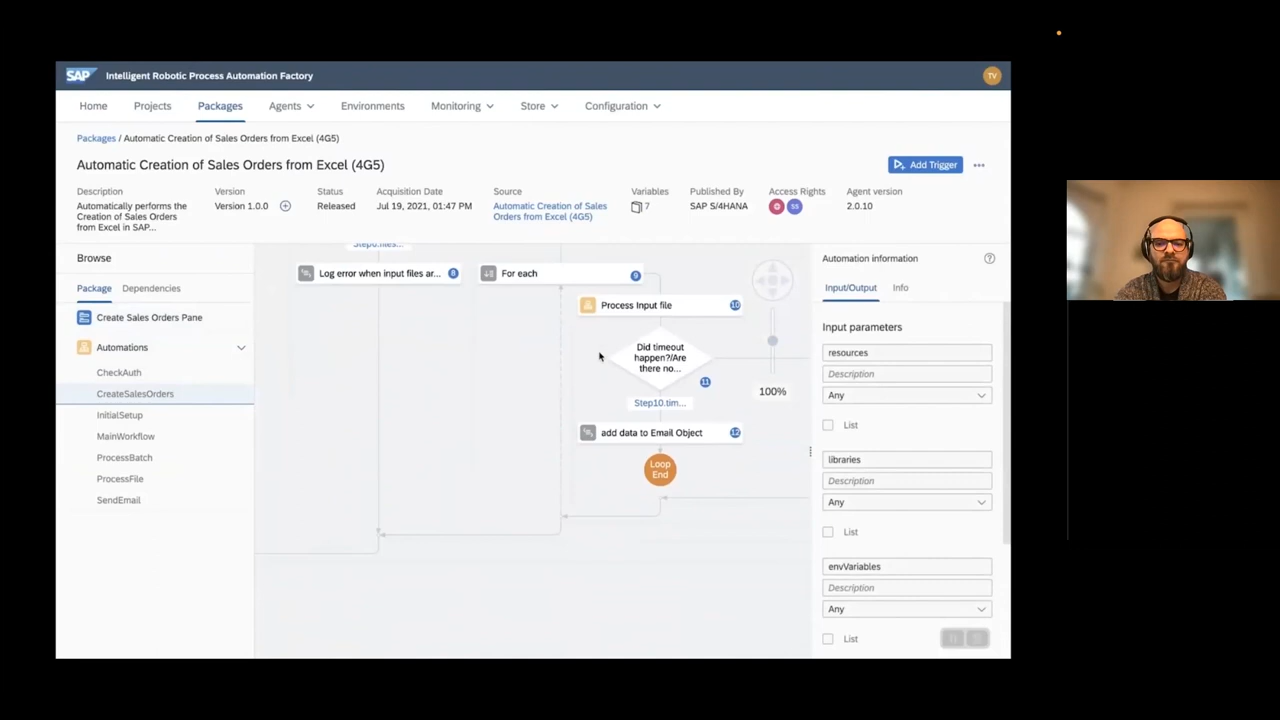 SAP Intelligent Robotic Process Automation Factory
TV
Home Projects Packages Agents Environments Monitoring Store Configuration
Packages / Automatic Creation of Sales Orders from Excel (4G5)
Automatic Creation of Sales Orders from Excel (4G5)
Add Trigger
Description
Automatically performs the
Creation of Sales Orders
from Excel in SAP...
Version
Version 1.0.0
Status
Released
Acquisition Date
Jul 19, 2021, 01:47 PM
Source
Automatic Creation of Sales
Orders from Excel (4G5)
Variables
7
Published By
SAP S/4HANA
Access Rights
SS
Agent version
2.0.10
Browse
Package Dependencies
Create Sales Orders Pane
Automations
CheckAuth
CreateSalesOrders
InitialSetup
MainWorkflow
ProcessBatch
ProcessFile
SendEmail
Step6.files...
Log error when input files ar... 8
For each 9
Process Input file 10
Did timeout
happen?/Are
there no...
11
Step10.tim...
add data to Email Object 12
Loop
End
100%
Automation information
Input/Output Info
Input parameters
resources
Description
Any
List
libraries
Description
Any
List
envVariables
Description
Any
List